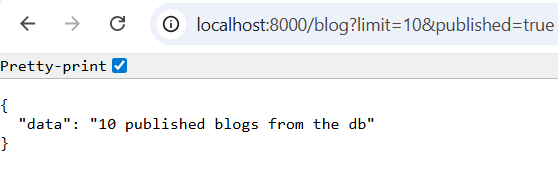 localhost:8000/blog?limit=10&published=true
Pretty-print
{
"data": "10 published blogs from the db"
}